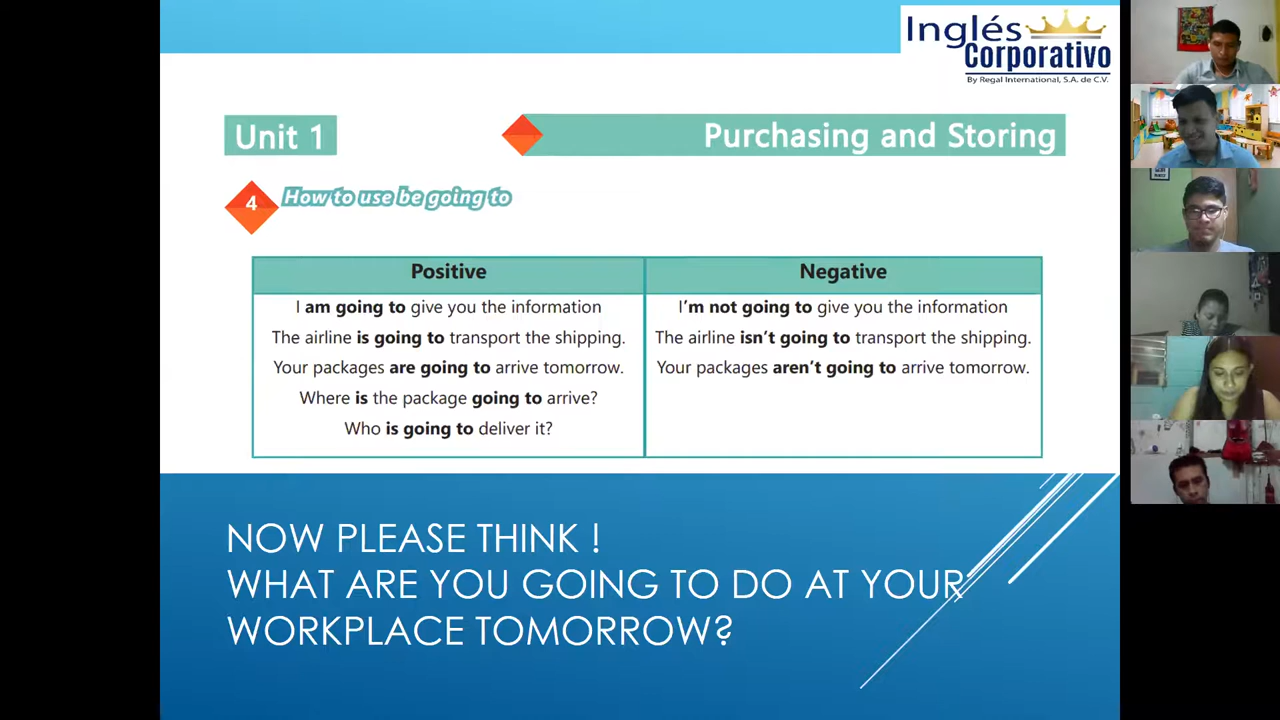 Inglés
Corporativo
By Regal International, S.A. de C.V.
Unit 1
Purchasing and Storing
4
How to use be going to
Positive
Negative
I am going to give you the information
I'm not going to give you the information
The airline is going to transport the shipping.
The airline isn't going to transport the shipping.
Your packages are going to arrive tomorrow.
Your packages aren't going to arrive tomorrow.
Where is the package going to arrive?
Who is going to deliver it?
NOW PLEASE THINK !
WHAT ARE YOU GOING TO DO AT YOUR
WORKPLACE TOMORROW?